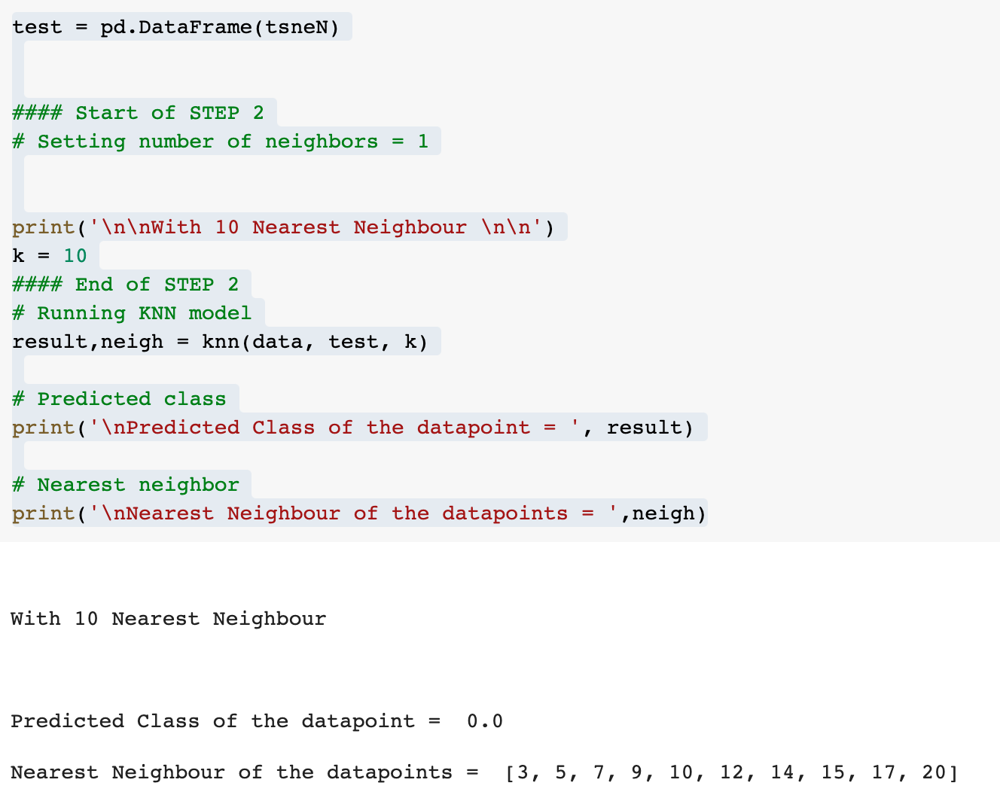 test = pd.DataFrame(tsneN)
#### Start of STEP 2
# Setting number of neighbors = 1
print('\n\nWith 10 Nearest Neighbour \n\n')
k = 10
#### End of STEP 2
# Running KNN model
result,neigh = knn(data, test, k)
# Predicted class
print('\nPredicted Class of the datapoint = ', result)
# Nearest neighbor
print('\nNearest Neighbour of the datapoints = ',neigh)
With 10 Nearest Neighbour
Predicted Class of the datapoint =  0.0
Nearest Neighbour of the datapoints =  [3, 5, 7, 9, 10, 12, 14, 15, 17, 20]